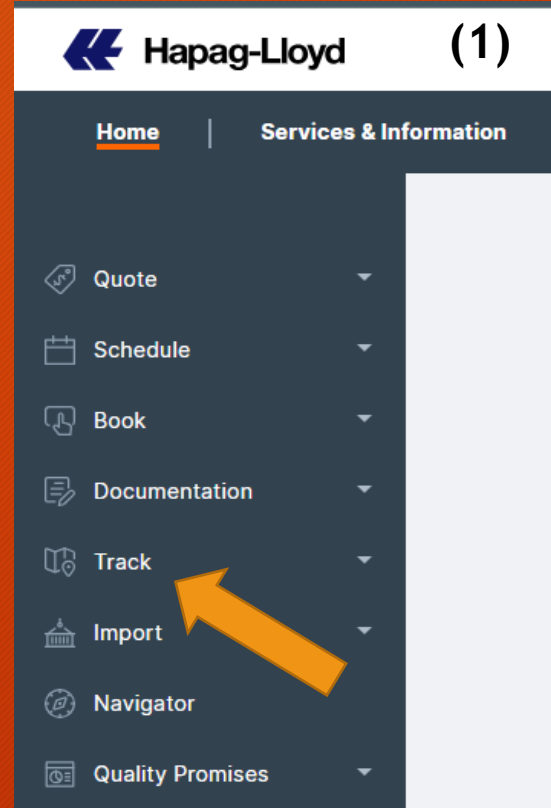 Hapag-Lloyd (1)
Home | Services & Information
Quote
Schedule
Book
Documentation
Track
Import
Navigator
Quality Promises